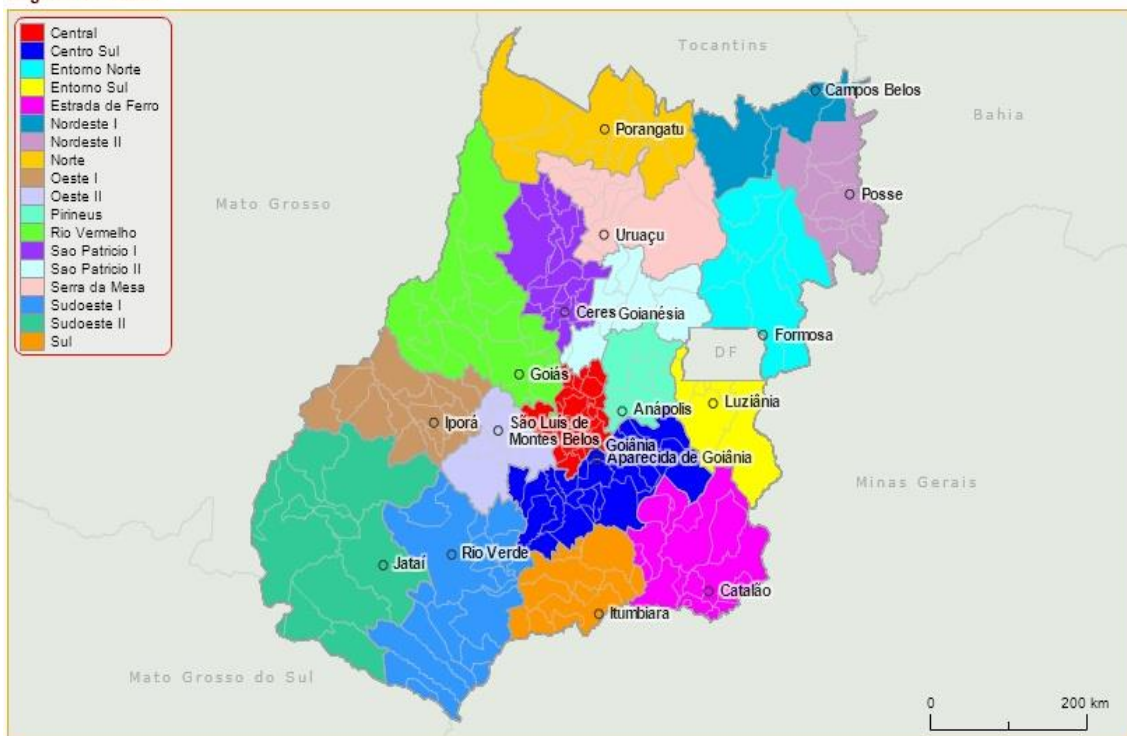 Central
Centro Sul
Entorno Norte
Entorno Sul
Estrada de Ferro
Nordeste I
Nordeste II
Norte
Oeste I
Oeste II
Pirineus
Rio Vermelho
Sao Patricio I
Sao Patricio II
Serra da Mesa
Sudoeste I
Sudoeste II
Sul
Tocantins
Campos Belos
Bahia
Porangatu
Mato Grosso
Posse
Uruaçu
Ceres
Goianésia
Formosa
DF
Goiás
Luziânia
Anápolis
Iporá
São Luís de
Montes Belos
Goiânia
Aparecida de Goiânia
Minas Gerais
Rio Verde
Jataí
Catalão
Itumbiara
Mato Grosso do Sul
0 200 km